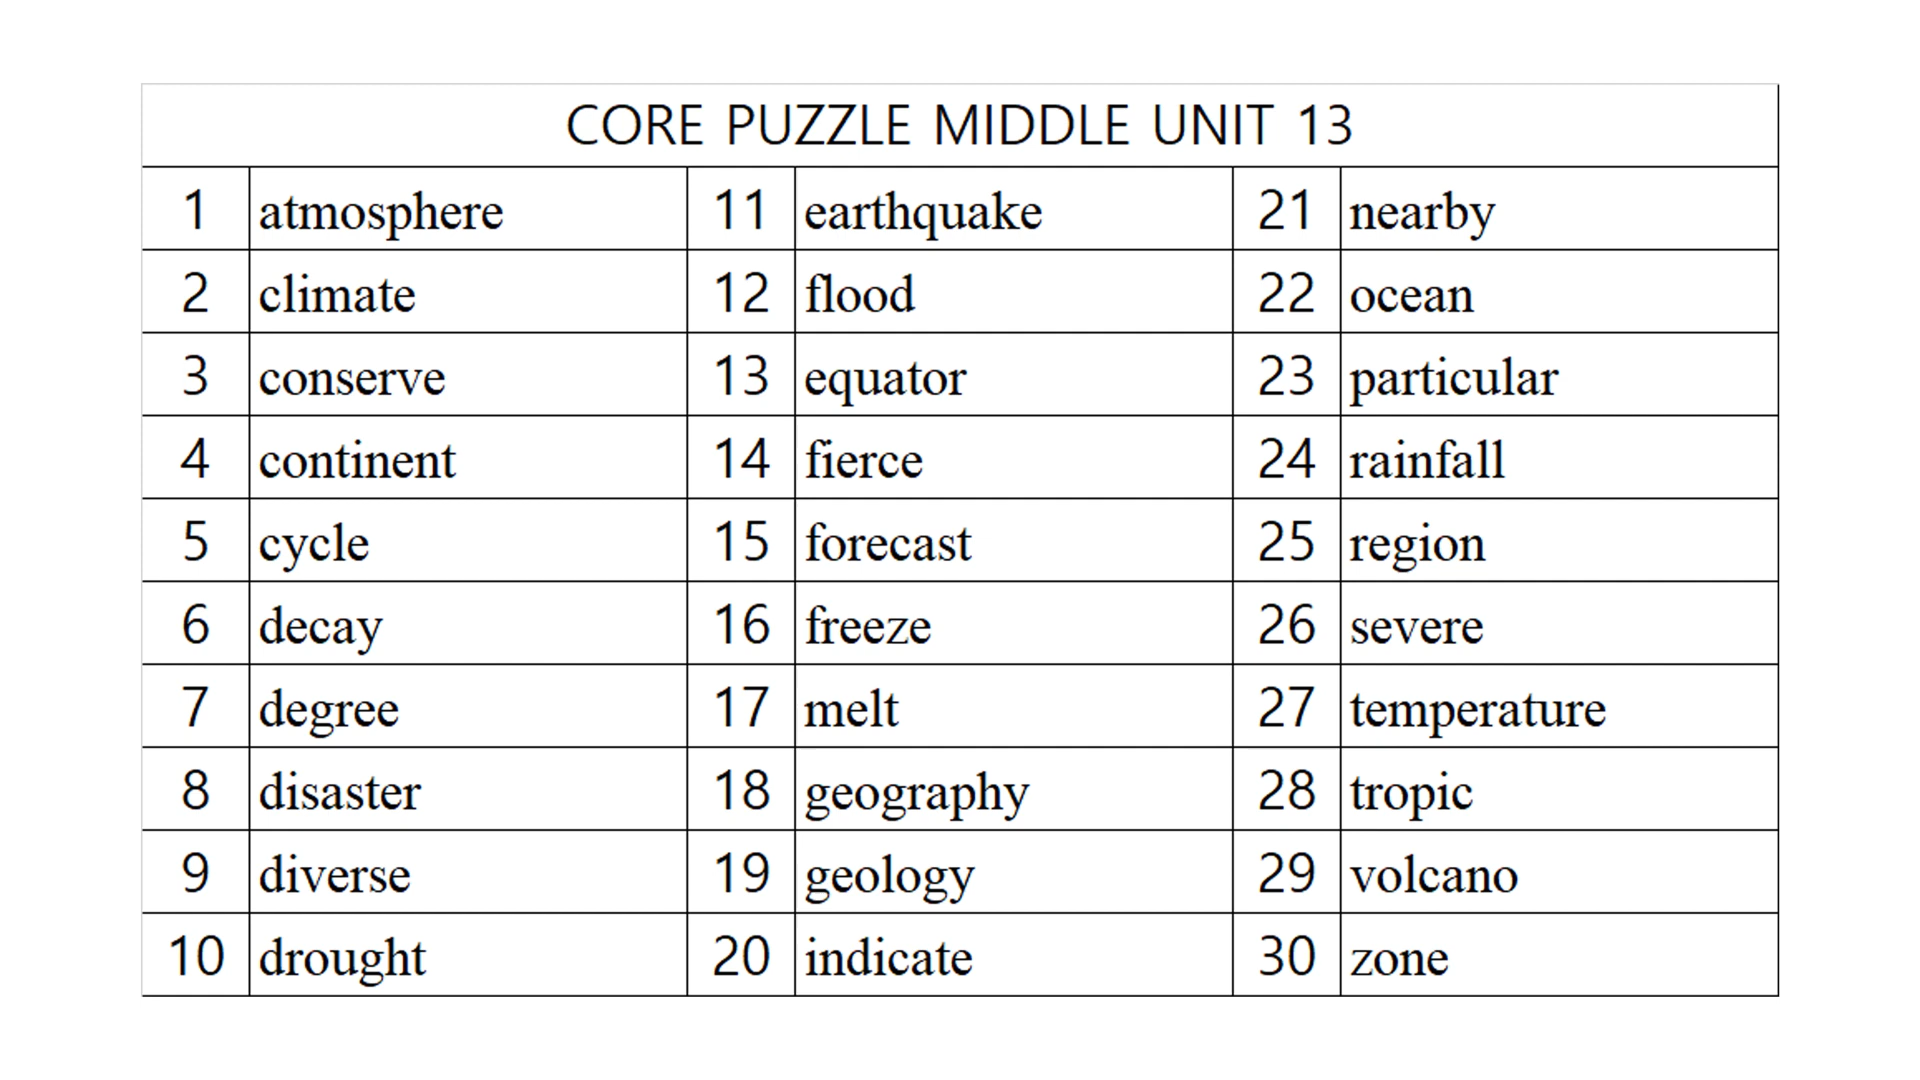 CORE PUZZLE MIDDLE UNIT 13
1 atmosphere 11 earthquake 21 nearby
2 climate 12 flood 22 ocean
3 conserve 13 equator 23 particular
4 continent 14 fierce 24 rainfall
5 cycle 15 forecast 25 region
6 decay 16 freeze 26 severe
7 degree 17 melt 27 temperature
8 disaster 18 geography 28 tropic
9 diverse 19 geology 29 volcano
10 drought 20 indicate 30 zone